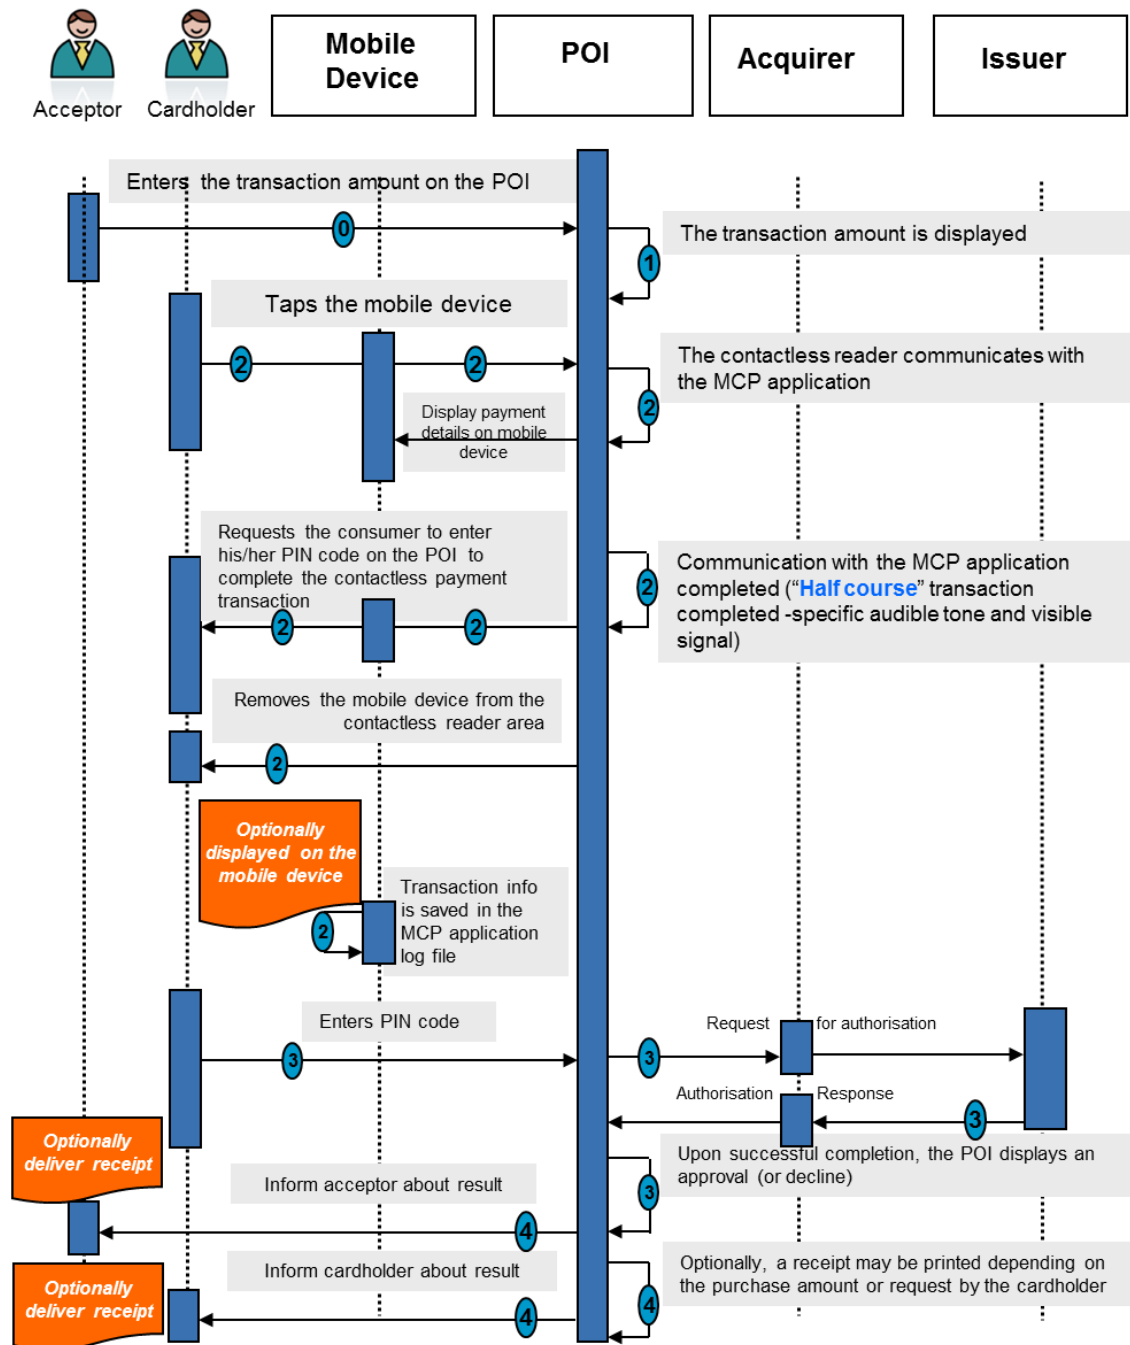 Mobile
Device
POI
Acquirer
Issuer
Acceptor
Cardholder
Enters the transaction amount on the POI
0
The transaction amount is displayed
1
Taps the mobile device
2
2
The contactless reader communicates with
the MCP application
2
Display payment
details on mobile
device
Requests the consumer to enter
his/her PIN code on the POI to
complete the contactless payment
transaction
2
2
Communication with the MCP application
completed (“Half course” transaction
completed -specific audible tone and visible
signal)
2
Removes the mobile device from the
contactless reader area
2
Optionally
displayed on the
mobile device
Transaction info
is saved in the
MCP application
log file
2
Enters PIN code
3
Request for authorisation
3
Authorisation Response
3
Optionally
deliver receipt
Upon successful completion, the POI displays an
approval (or decline)
3
Inform acceptor about result
4
Optionally
deliver receipt
Inform cardholder about result
4
Optionally, a receipt may be printed depending on
the purchase amount or request by the cardholder
4